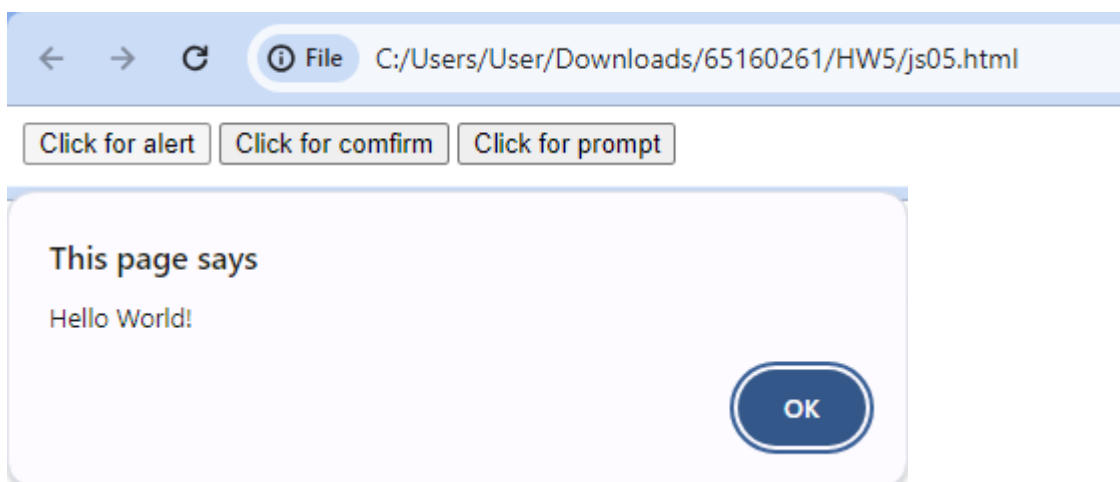 File C:/Users/User/Downloads/65160261/HW5/js05.html
Click for alert Click for comfirm Click for prompt
This page says
Hello World!
OK